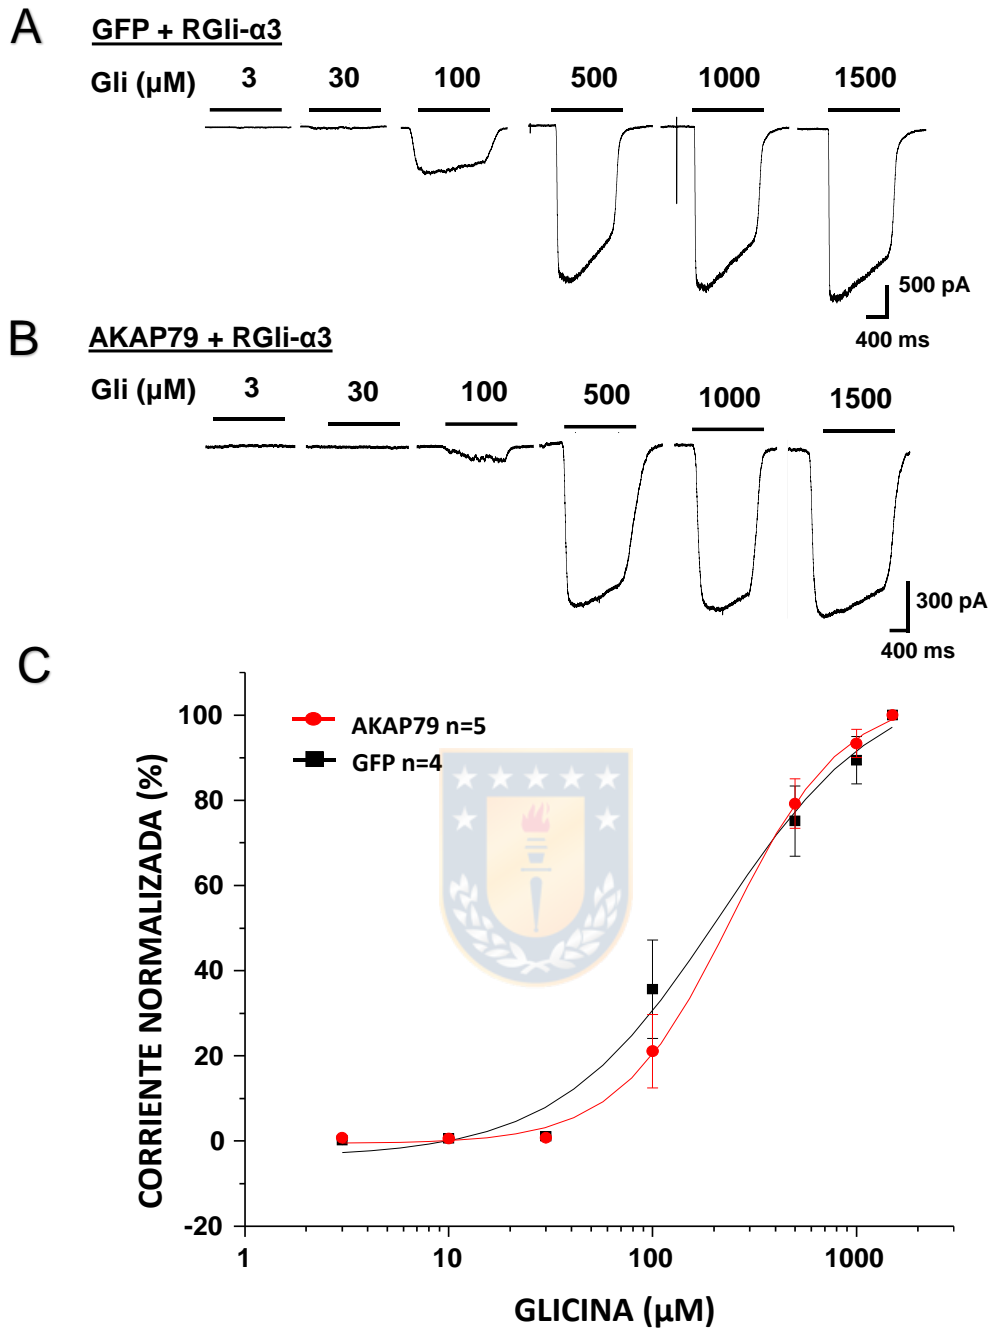 A
GFP + RGli-α3
Gli (µM) 3 30 100 500 1000 1500
500 pA
400 ms
B
AKAP79 + RGli-α3
Gli (µM) 3 30 100 500 1000 1500
300 pA
400 ms
C
AKAP79 n=5
GFP n=4
CORRIENTE NORMALIZADA (%)
100
80
60
40
20
0
-20
1 10 100 1000
GLICINA (µM)